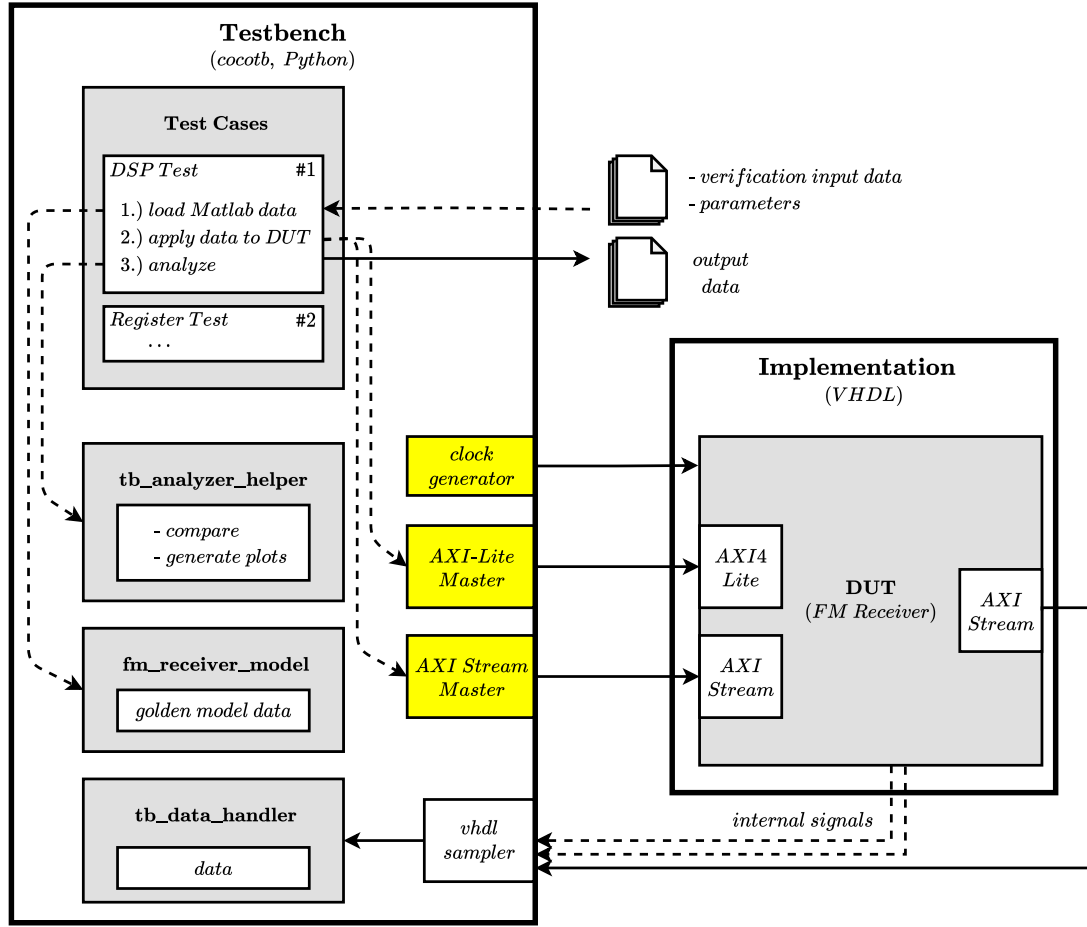 Testbench
(cocotb, Python)
Test Cases
DSP Test #1
1.) load Matlab data
2.) apply data to DUT
3.) analyze
Register Test #2
...
- verification input data
- parameters
output
data
tb_analyzer_helper
- compare
- generate plots
fm_receiver_model
golden model data
tb_data_handler
data
clock
generator
AXI-Lite
Master
AXI Stream
Master
vhdl
sampler
Implementation
(VHDL)
AXI4
Lite
AXI
Stream
DUT
(FM Receiver)
AXI
Stream
internal signals